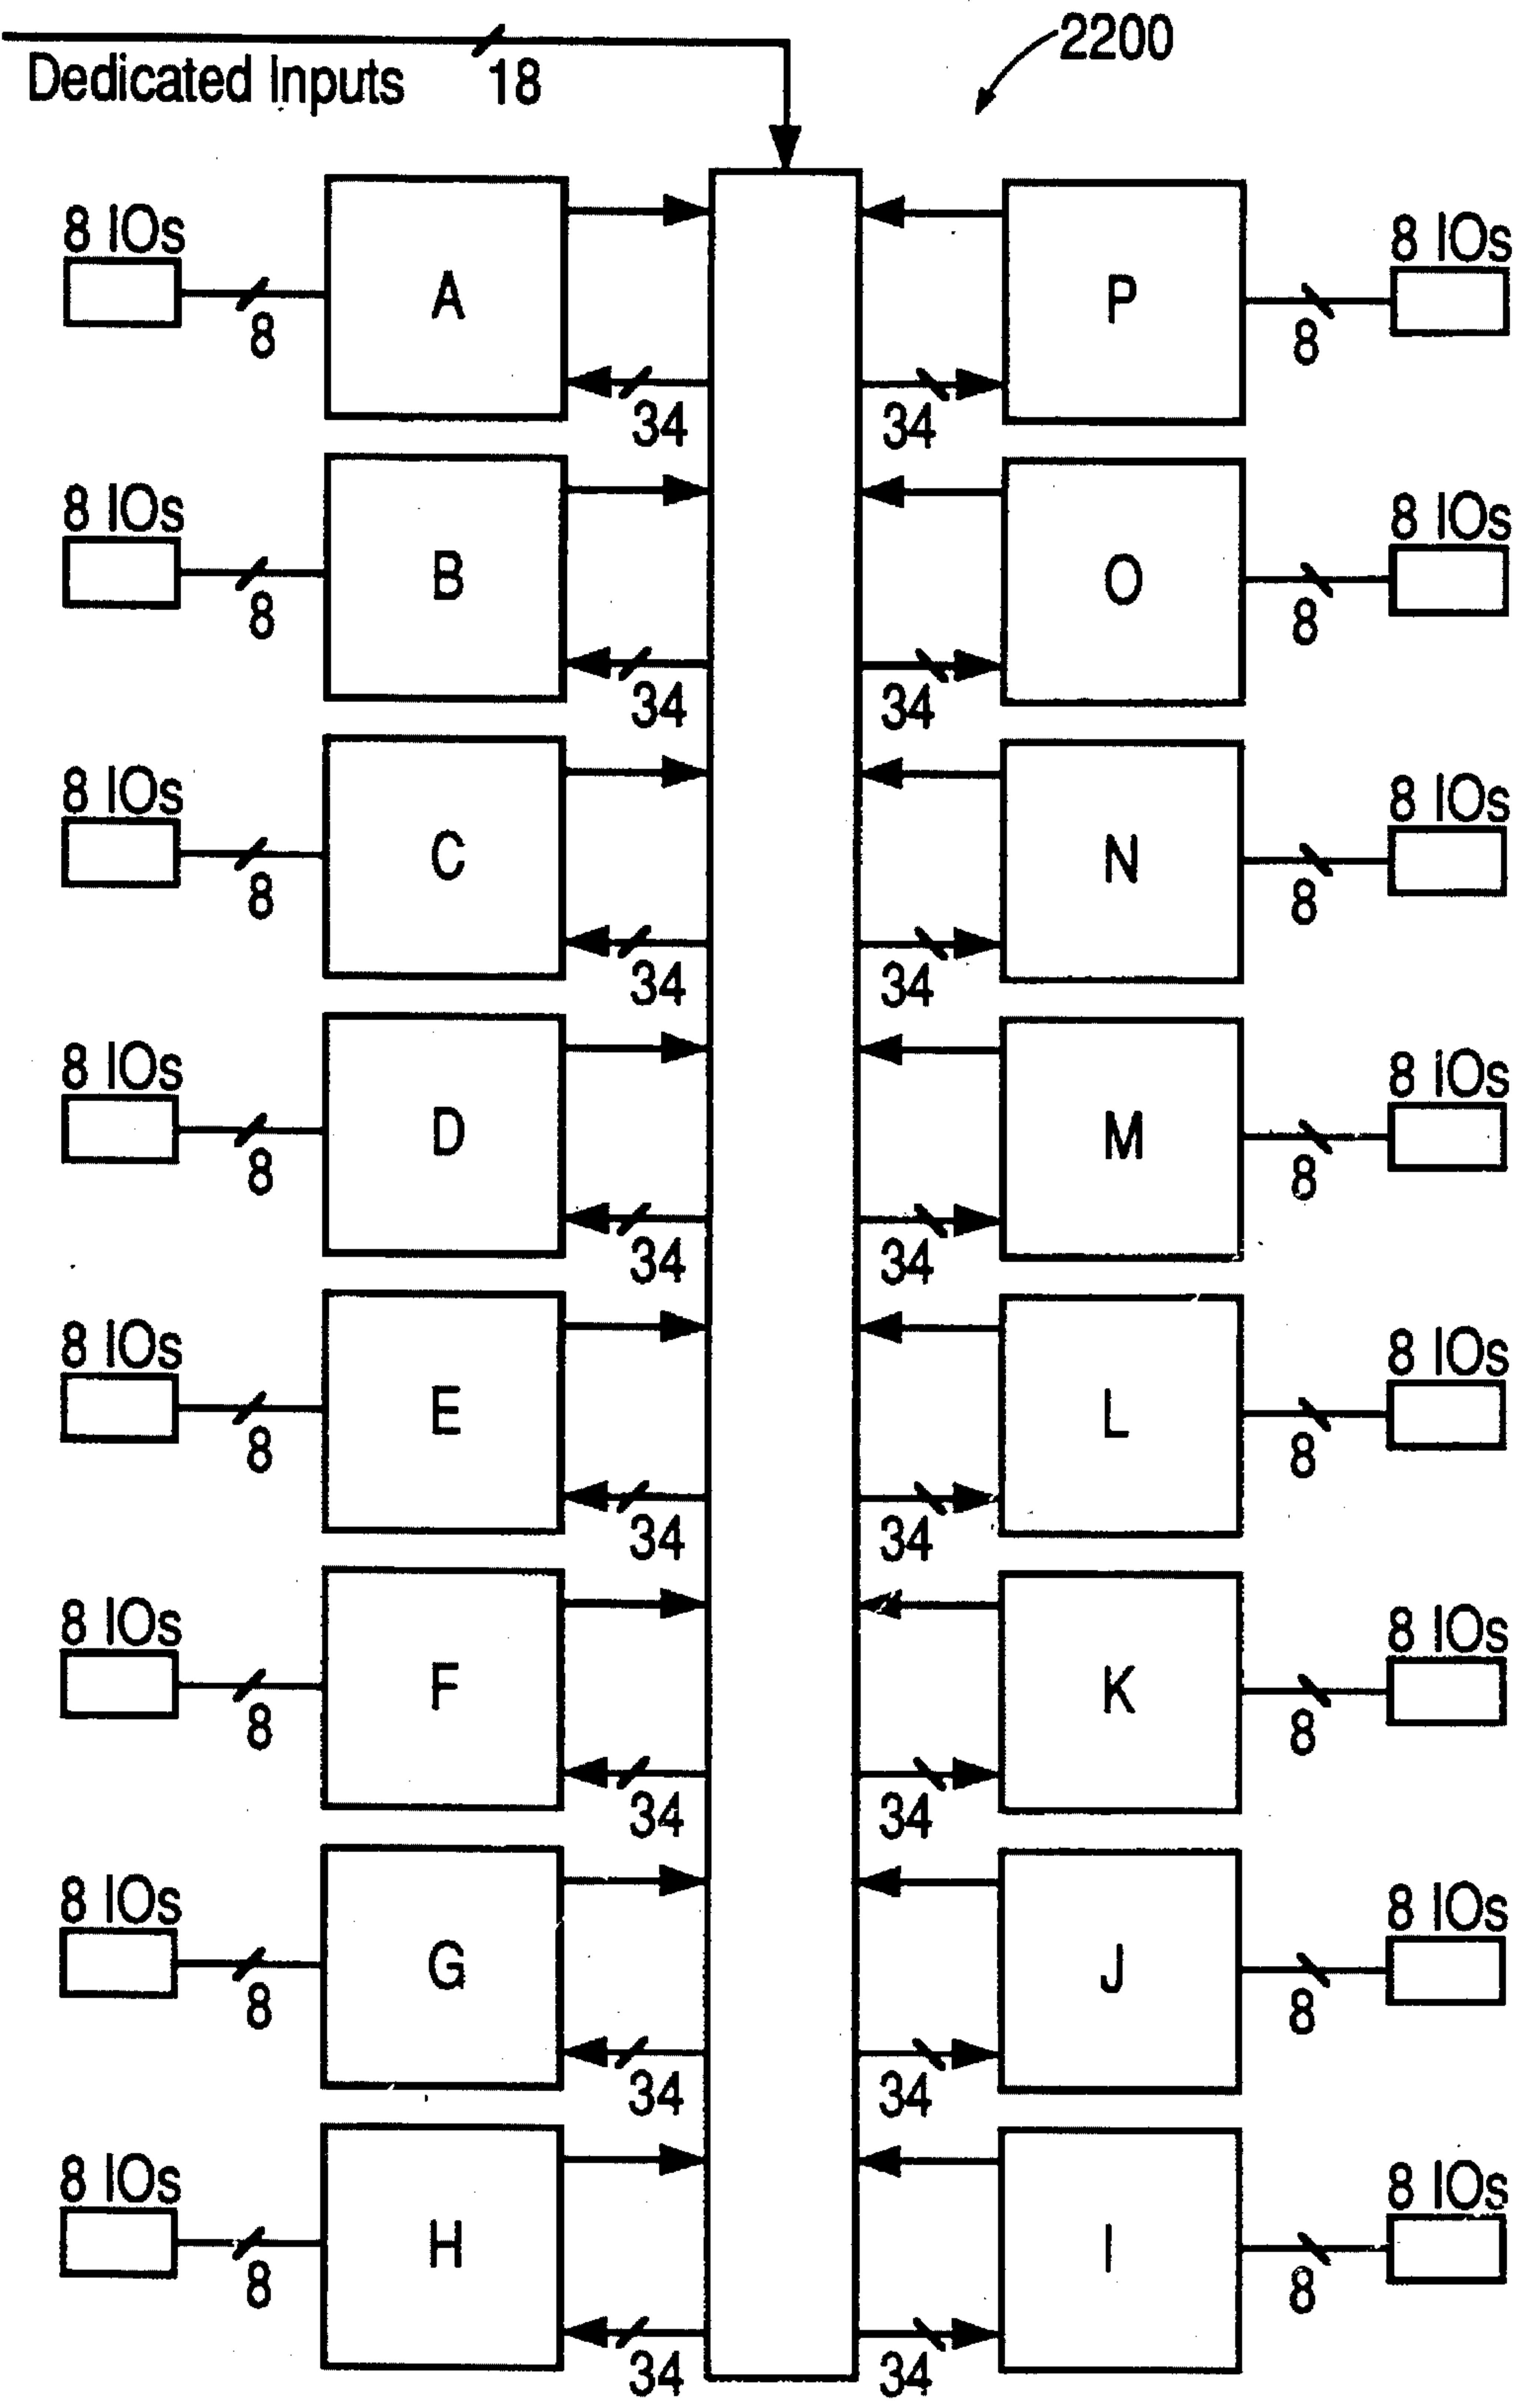 2200
Dedicated Inputs 18
8 IOs 8 A 34
34 P 8 8 IOs
8 IOs 8 B 34
34 O 8 8 IOs
8 IOs 8 C 34
34 N 8 8 IOs
8 IOs 8 D 34
34 M 8 8 IOs
8 IOs 8 E 34
34 L 8 8 IOs
8 IOs 8 F 34
34 K 8 8 IOs
8 IOs 8 G 34
34 J 8 8 IOs
8 IOs 8 H 34
34 I 8 8 IOs